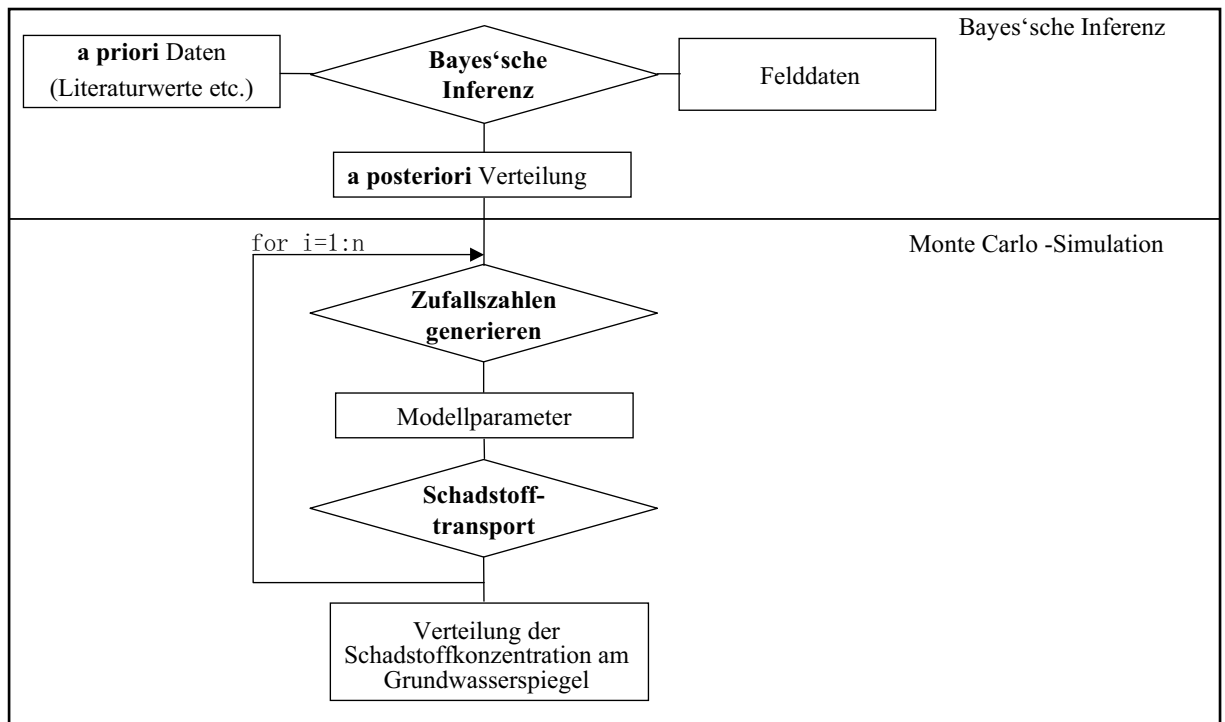 Bayes‘sche Inferenz
a priori Daten
(Literaturwerte etc.)
Bayes‘sche
Inferenz
Felddaten
a posteriori Verteilung
for i=1:n
Monte Carlo -Simulation
Zufallszahlen
generieren
Modellparameter
Schadstoff-
transport
Verteilung der
Schadstoffkonzentration am
Grundwasserspiegel